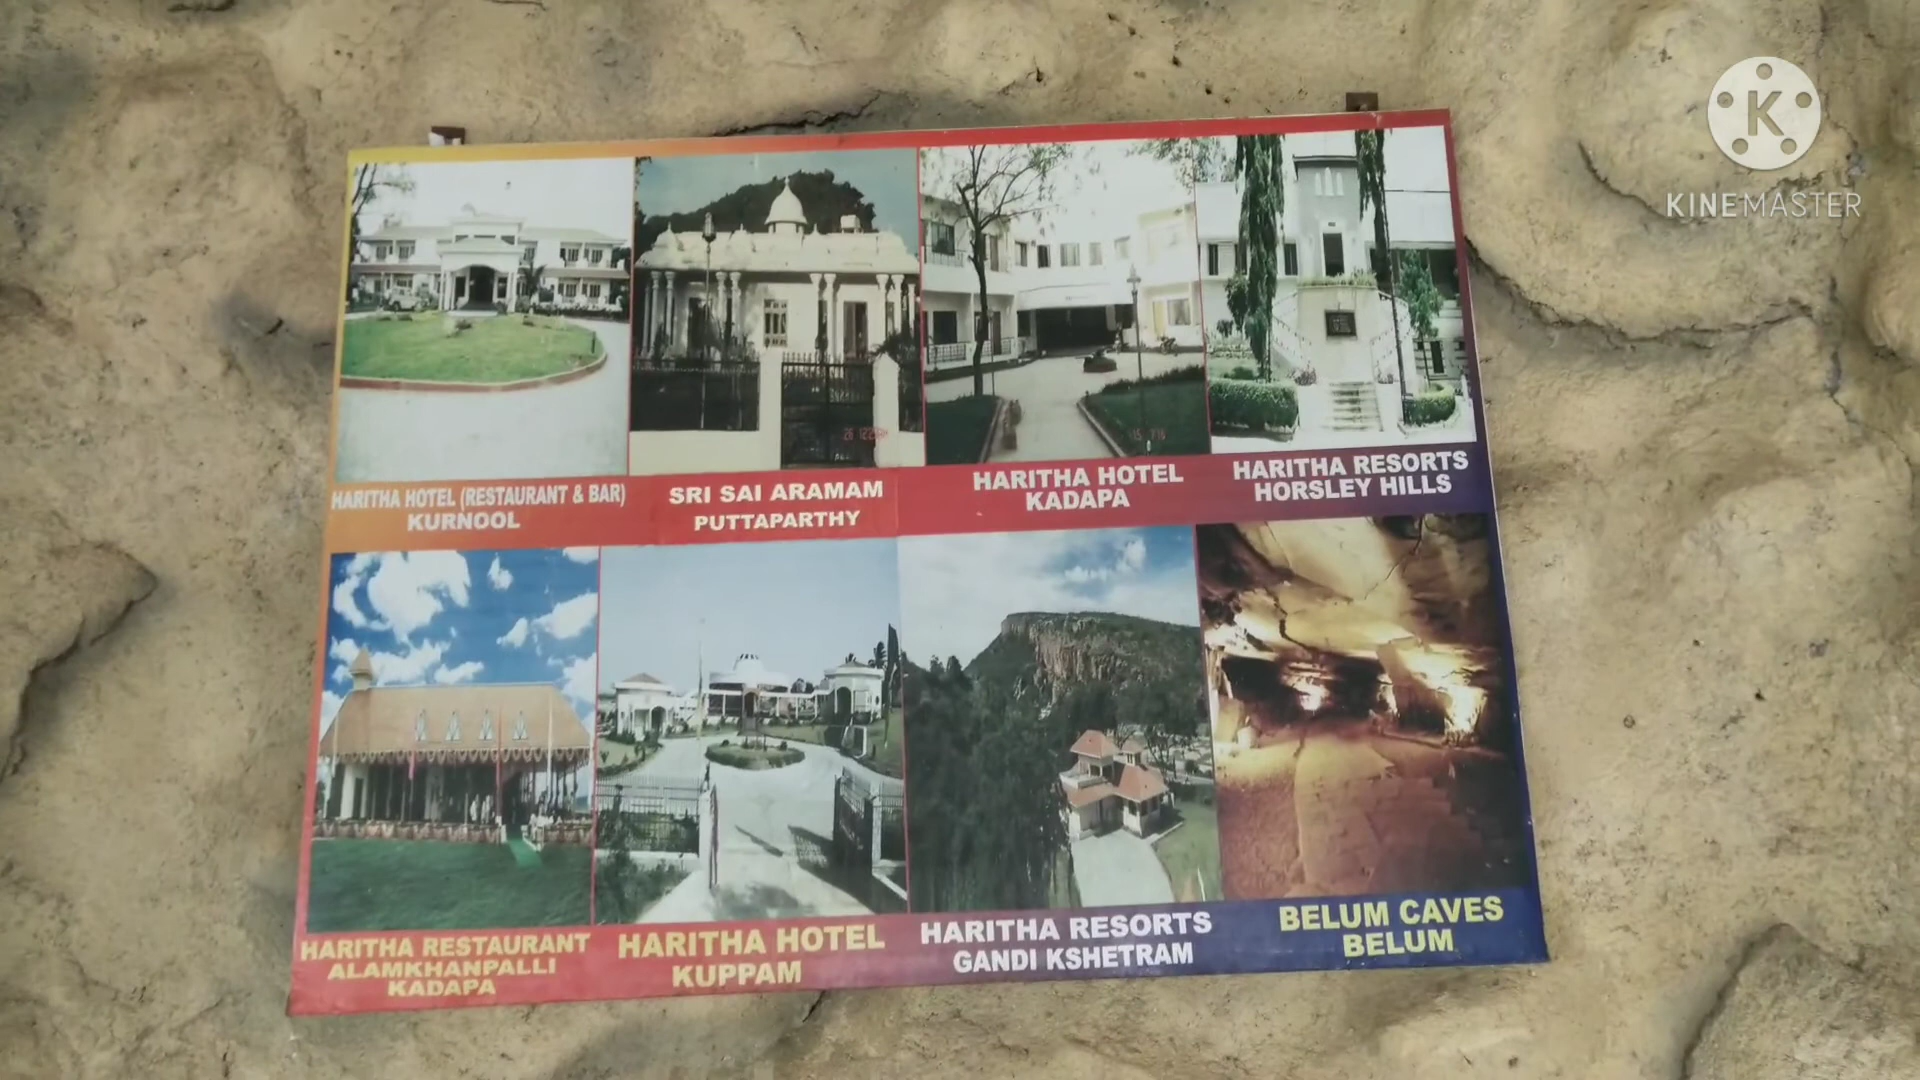 K
KINEMASTER
HARITHA HOTEL (RESTAURANT & BAR)
KURNOOL
SRI SAI ARAMAM
PUTTAPARTHY
HARITHA HOTEL
KADAPA
HARITHA RESORTS
HORSLEY HILLS
HARITHA RESTAURANT
ALAMKHANPALLI
KADAPA
HARITHA HOTEL
KUPPAM
HARITHA RESORTS
GANDI KSHETRAM
BELUM CAVES
BELUM